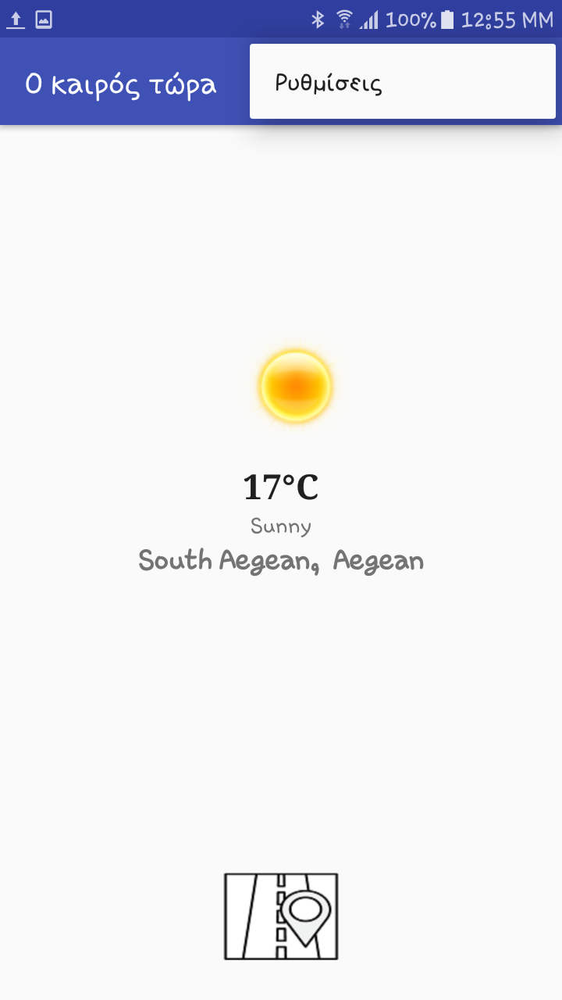 100% 12:55 MM
Ο καιρός τώρα
Ρυθμίσεις
17°C
Sunny
South Aegean, Aegean